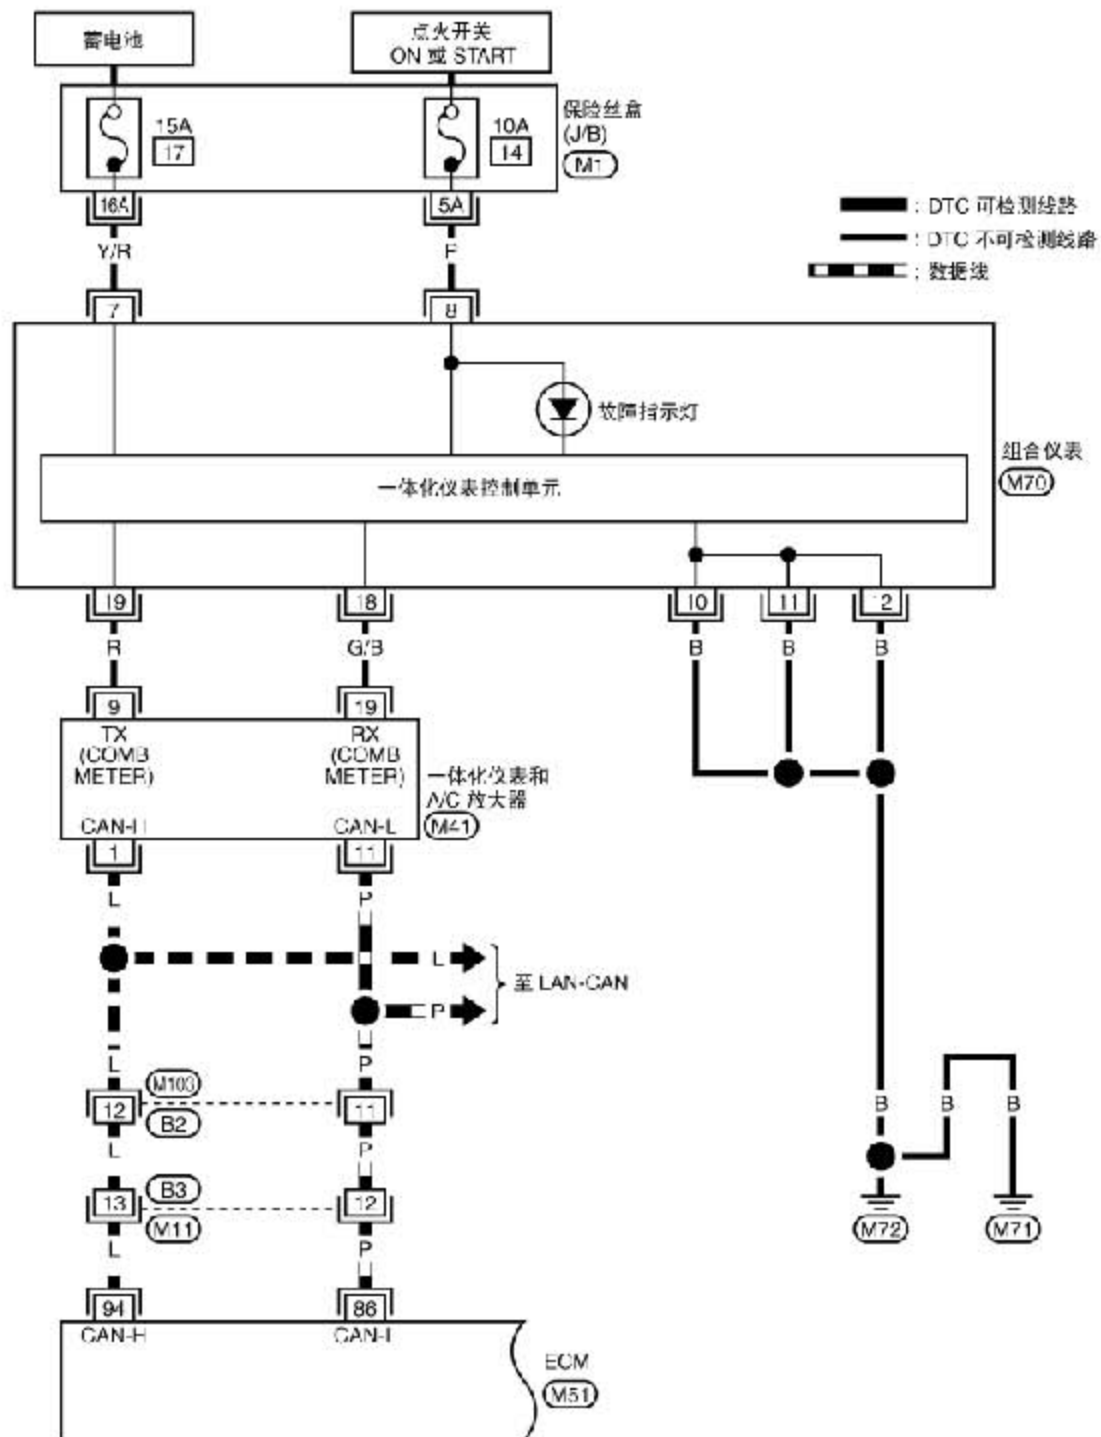 蓄电池
点火开关
ON 或 START
15A
17
10A
14
保险丝盒
(J/B)
M1
16A
5A
: DTC 可检测线路
Y/R
: DTC 不可检测线路
: 数据线
7
8
故障指示灯
组合仪表
M70
一体化仪表控制单元
19
18
10
11
12
R
G/B
B
B
B
9
19
TX
(COMB
METER)
RX
(COMB
METER)
一体化仪表和
A/C 放大器
M41
CAN-H
CAN-L
1
11
L
P
L
至 LAN-CAN
P
L
P
M103
12
11
B2
B
B
B
L
P
B3
13
12
M11
M72
M71
L
P
94
86
CAN-H
CAN-L
ECM
M51